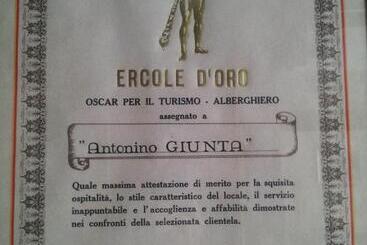 ERCOLE D'ORO
OSCAR PER IL TURISMO - ALBERGHIERO
assegnato a
"Antonino GIUNTA"
Quale massima attestazione di merito per la squisita
ospitalità, lo stile caratteristico del locale, il servizio
inappuntabile e l'accoglienza e affabilità dimostrate
nei confronti della selezionata clientela.